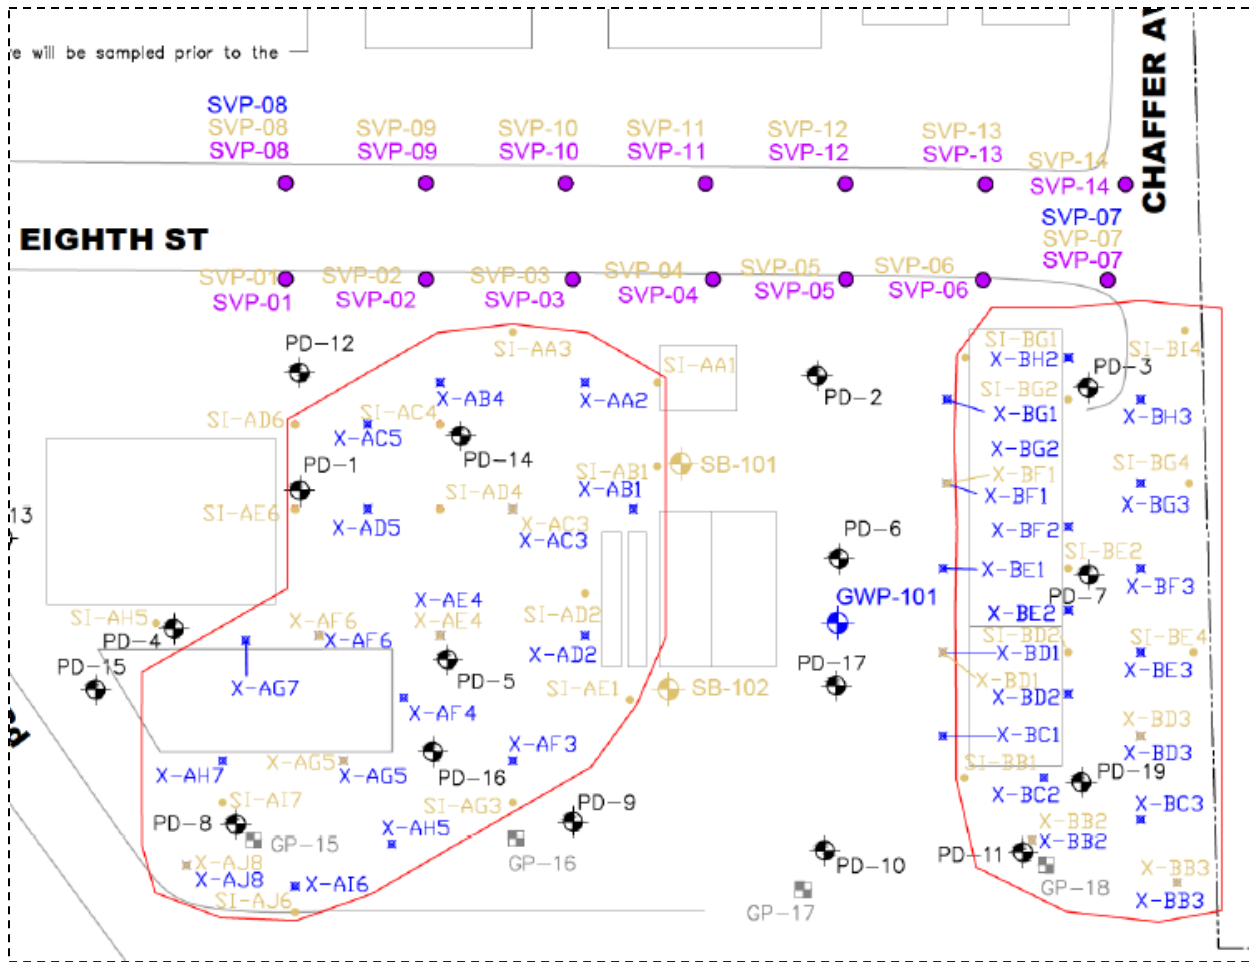 e will be sampled prior to the
CHAFFER AV
SVP-08
SVP-08 SVP-09 SVP-10 SVP-11 SVP-12 SVP-13
SVP-08 SVP-09 SVP-10 SVP-11 SVP-12 SVP-13
SVP-14
SVP-14
SVP-07
SVP-07
SVP-07
EIGHTH ST
SVP-01 SVP-02 SVP-03 SVP-04 SVP-05 SVP-06
SVP-01 SVP-02 SVP-03 SVP-04 SVP-05 SVP-06
PD-12
SI-AA3
SI-AA1
SI-BG1
SI-BI4
X-BH2
PD-3
PD-2
X-AB4
X-AA2
SI-BG2
SI-AC4
SI-AD6
X-AC5
X-BG1
X-BH3
PD-14
X-BG2
PD-1
SI-AB1
SB-101
SI-BG4
X-BF1
X-BF1
X-BG3
SI-AD4
X-AB1
SI-AE6
13
X-AD5
X-AC3
X-AC3
X-BF2
PD-6
SI-BE2
X-BE1
X-BF3
PD-7
X-AE4
GWP-101
SI-AH5
PD-4
X-AF6
X-AF6
X-AE4
SI-AD2
X-AD2
X-BE2
SI-BD2
SI-BE4
X-BD1
X-BD1
X-BE3
PD-15
PD-5
PD-17
X-AG7
SI-AE1
SB-102
X-BD2
X-AF4
X-BC1
X-BD3
X-BD3
X-AF3
X-AH7
X-AG5
X-AG5
PD-16
SI-BB1
PD-19
X-BC2
SI-AI7
SI-AG3
PD-9
X-BC3
PD-8
GP-15
X-AH5
X-BB2
X-BB2
GP-16
PD-10
PD-11
X-AJ8
X-AJ8
X-AI6
GP-18
X-BB3
X-BB3
SI-AJ6
GP-17